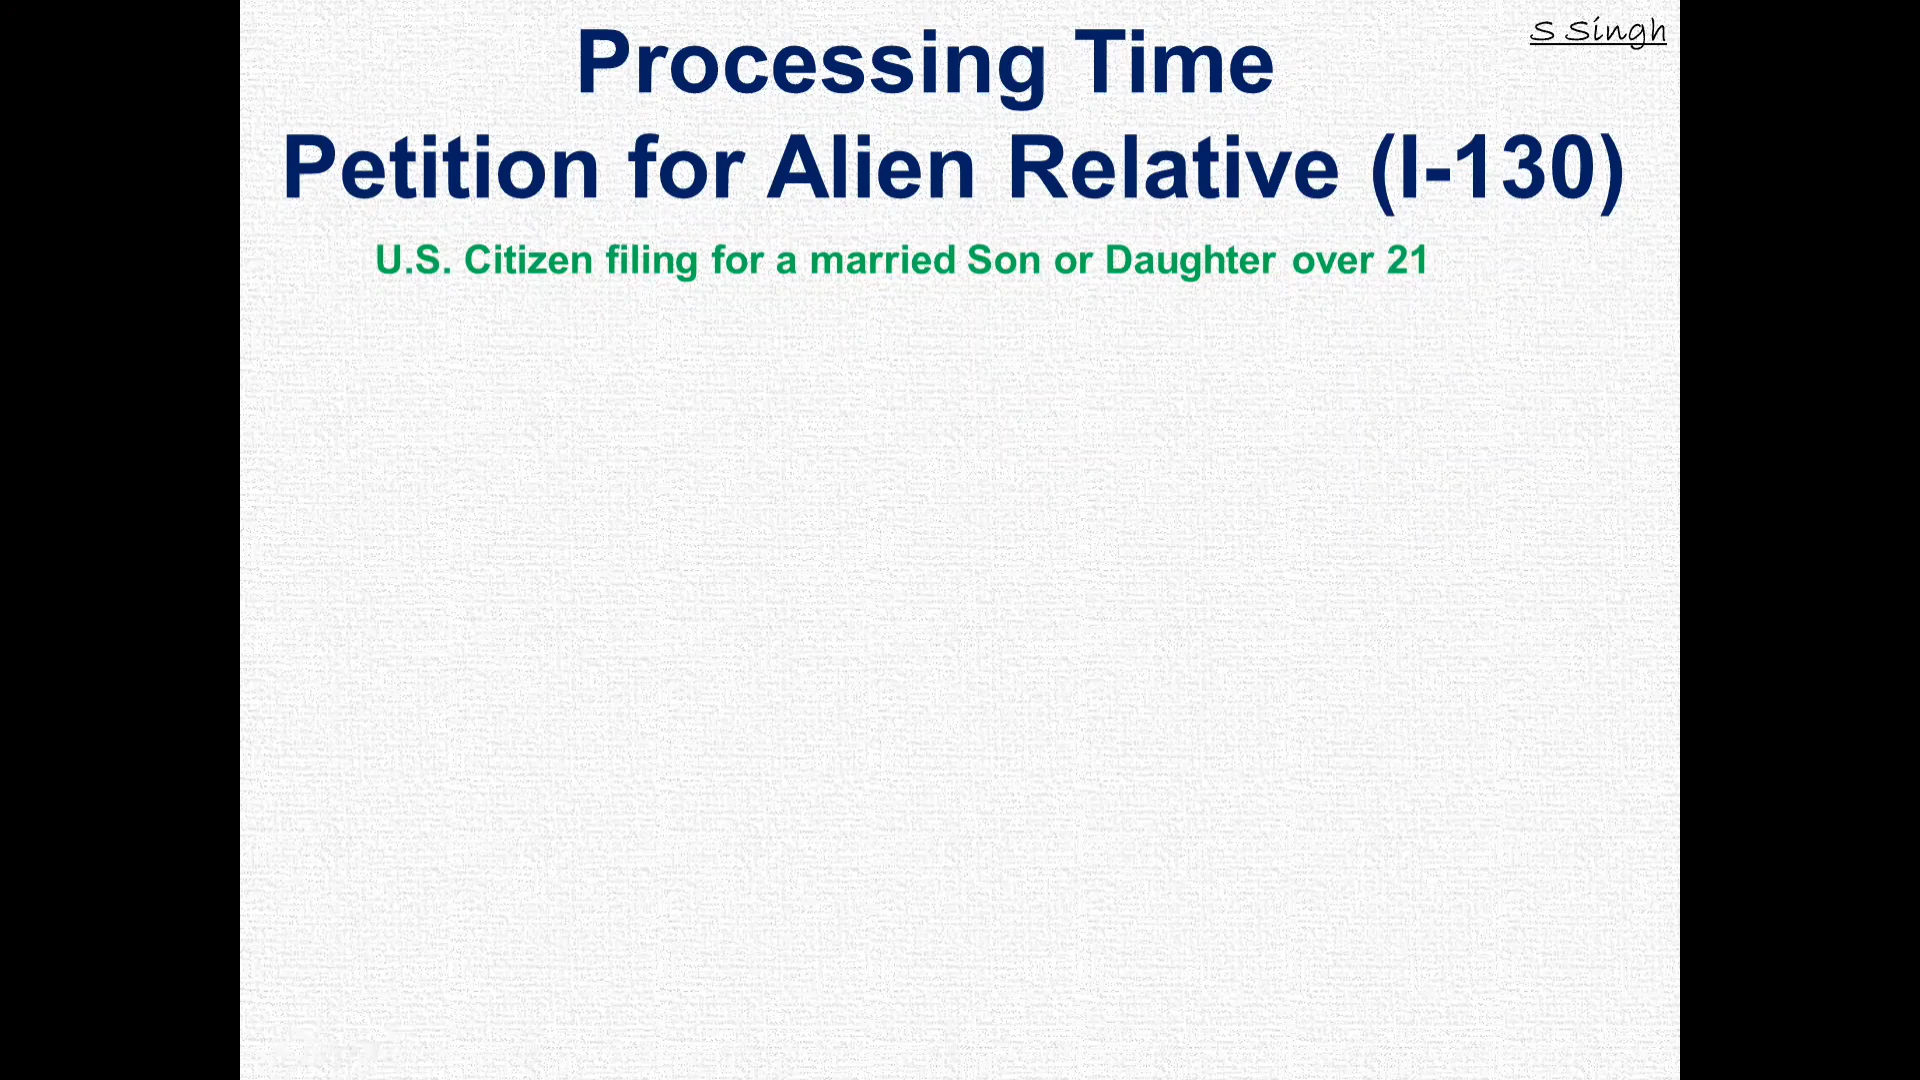 S Singh
Processing Time
Petition for Alien Relative (I-130)
U.S. Citizen filing for a married Son or Daughter over 21